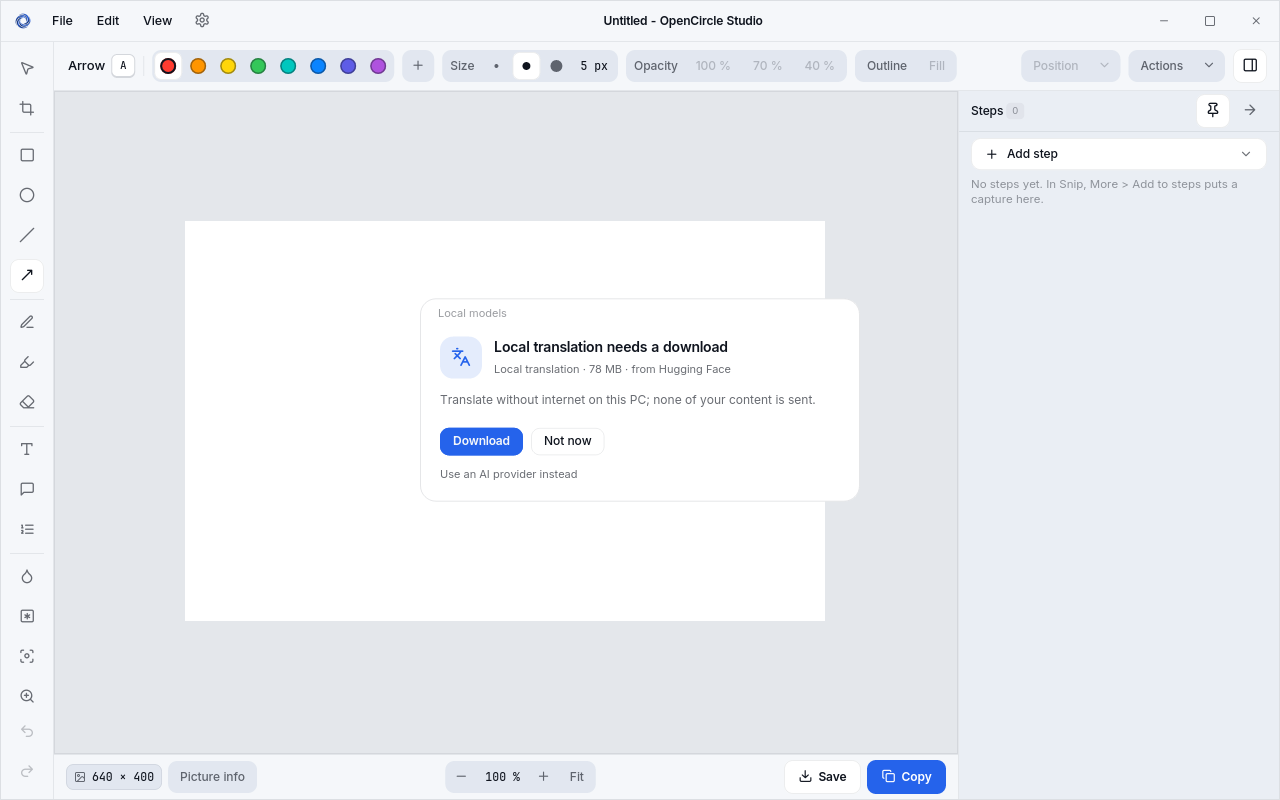 File Edit View
Untitled - OpenCircle Studio
Arrow A
Size 5 px
Opacity 100 % 70 % 40 %
Outline Fill
Position
Actions
Steps 0
Add step
No steps yet. In Snip, More > Add to steps puts a
capture here.
Local models
Local translation needs a download
Local translation · 78 MB · from Hugging Face
Translate without internet on this PC; none of your content is sent.
Download Not now
Use an AI provider instead
640 × 400 Picture info
100 % Fit
Save Copy